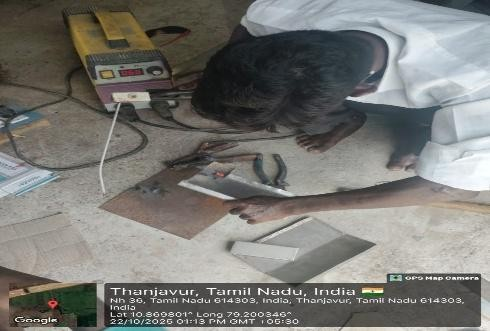 GPS Map Camera
Thanjavur, Tamil Nadu, India
Nh 36, Tamil Nadu 614303, India, Thanjavur, Tamil Nadu 614303,
India
Lat 10.869801° Long 79.200346°
22/10/2025 01:13 PM GMT +05:30
Google